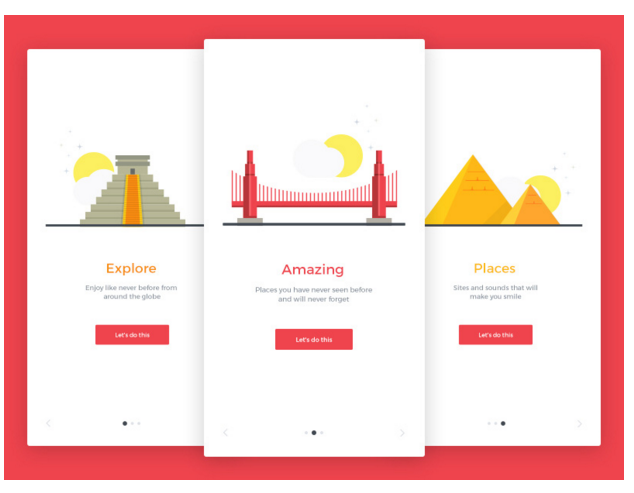 Explore
Enjoy like never before from
around the globe
Let's do this
Amazing
Places you have never seen before
and will never forget
Let's do this
Places
Sites and sounds that will
make you smile
Let's do this